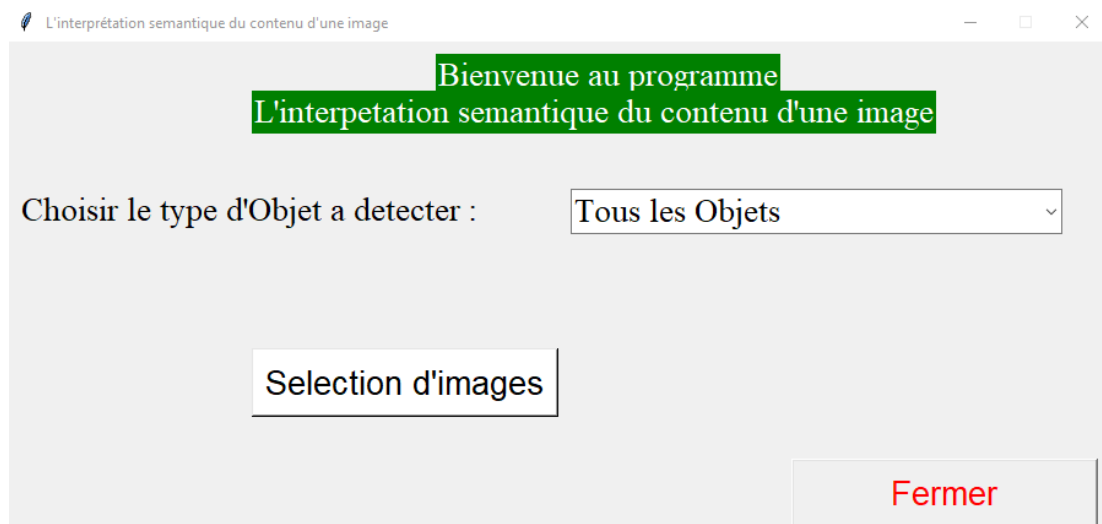 L'interprétation semantique du contenu d'une image
Bienvenue au programme
L'interpetation semantique du contenu d'une image
Choisir le type d'Objet a detecter :
Tous les Objets
Selection d'images
Fermer